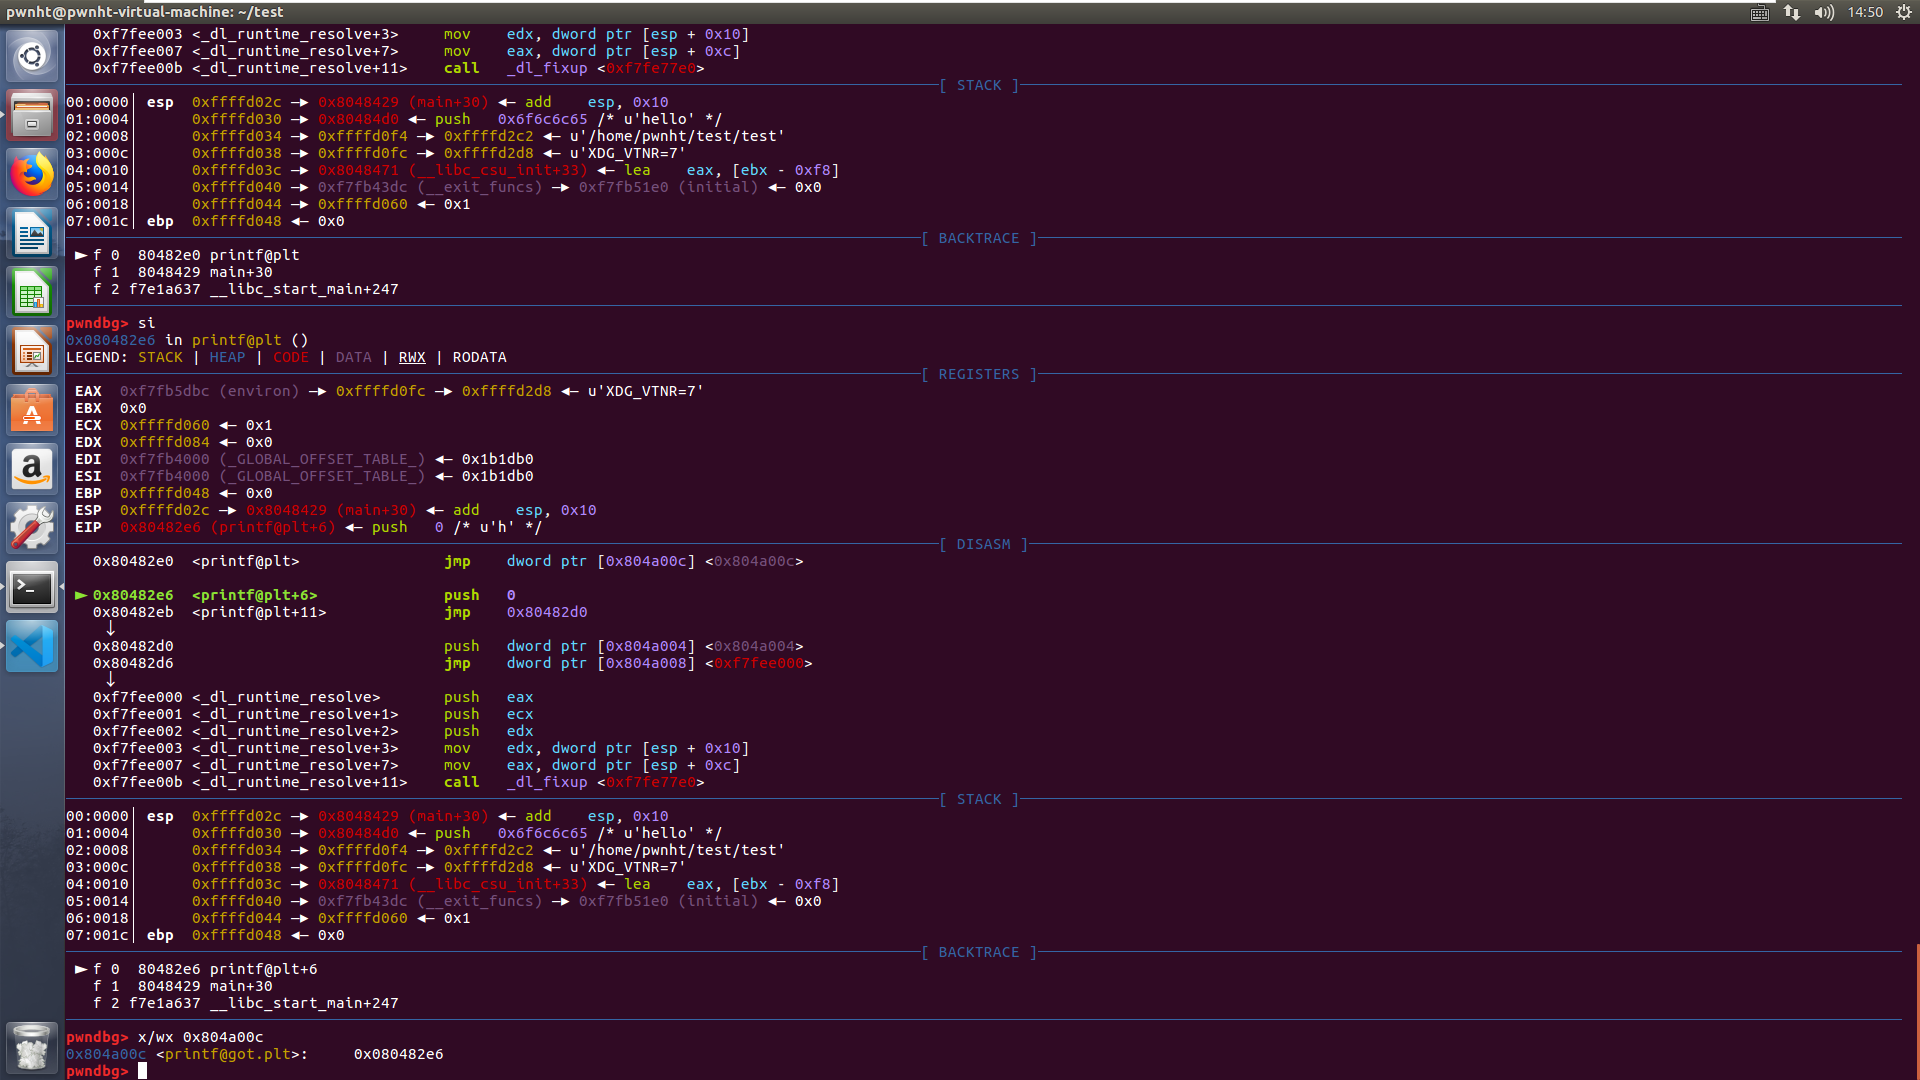 pwnht@pwnht-virtual-machine: ~/test 14:50
0xf7fee003 <_dl_runtime_resolve+3> mov edx, dword ptr [esp + 0x10]
0xf7fee007 <_dl_runtime_resolve+7> mov eax, dword ptr [esp + 0xc]
0xf7fee00b <_dl_runtime_resolve+11> call _dl_fixup <0xf7fe77e0>
[ STACK ]
00:0000│ esp 0xffffd02c —▸ 0x8048429 (main+30) ◂— add esp, 0x10
01:0004│ 0xffffd030 —▸ 0x80484d0 ◂— push 0x6f6c6c65 /* u'hello' */
02:0008│ 0xffffd034 —▸ 0xffffd0f4 —▸ 0xffffd2c2 ◂— u'/home/pwnht/test/test'
03:000c│ 0xffffd038 —▸ 0xffffd0fc —▸ 0xffffd2d8 ◂— u'XDG_VTNR=7'
04:0010│ 0xffffd03c —▸ 0x8048471 (__libc_csu_init+33) ◂— lea eax, [ebx - 0xf8]
05:0014│ 0xffffd040 —▸ 0xf7fb43dc (__exit_funcs) —▸ 0xf7fb51e0 (initial) ◂— 0x0
06:0018│ 0xffffd044 —▸ 0xffffd060 ◂— 0x1
07:001c│ ebp 0xffffd048 ◂— 0x0
[ BACKTRACE ]
► f 0 80482e0 printf@plt
f 1 8048429 main+30
f 2 f7e1a637 __libc_start_main+247
pwndbg> si
0x080482e6 in printf@plt ()
LEGEND: STACK | HEAP | CODE | DATA | RWX | RODATA
[ REGISTERS ]
EAX 0xf7fb5dbc (environ) —▸ 0xffffd0fc —▸ 0xffffd2d8 ◂— u'XDG_VTNR=7'
EBX 0x0
ECX 0xffffd060 ◂— 0x1
EDX 0xffffd084 ◂— 0x0
EDI 0xf7fb4000 (_GLOBAL_OFFSET_TABLE_) ◂— 0x1b1db0
ESI 0xf7fb4000 (_GLOBAL_OFFSET_TABLE_) ◂— 0x1b1db0
EBP 0xffffd048 ◂— 0x0
ESP 0xffffd02c —▸ 0x8048429 (main+30) ◂— add esp, 0x10
EIP 0x80482e6 (printf@plt+6) ◂— push 0 /* u'h' */
[ DISASM ]
0x80482e0 <printf@plt> jmp dword ptr [0x804a00c] <0x804a00c>
► 0x80482e6 <printf@plt+6> push 0
0x80482eb <printf@plt+11> jmp 0x80482d0
↓
0x80482d0 push dword ptr [0x804a004] <0x804a004>
0x80482d6 jmp dword ptr [0x804a008] <0xf7fee000>
↓
0xf7fee000 <_dl_runtime_resolve> push eax
0xf7fee001 <_dl_runtime_resolve+1> push ecx
0xf7fee002 <_dl_runtime_resolve+2> push edx
0xf7fee003 <_dl_runtime_resolve+3> mov edx, dword ptr [esp + 0x10]
0xf7fee007 <_dl_runtime_resolve+7> mov eax, dword ptr [esp + 0xc]
0xf7fee00b <_dl_runtime_resolve+11> call _dl_fixup <0xf7fe77e0>
[ STACK ]
00:0000│ esp 0xffffd02c —▸ 0x8048429 (main+30) ◂— add esp, 0x10
01:0004│ 0xffffd030 —▸ 0x80484d0 ◂— push 0x6f6c6c65 /* u'hello' */
02:0008│ 0xffffd034 —▸ 0xffffd0f4 —▸ 0xffffd2c2 ◂— u'/home/pwnht/test/test'
03:000c│ 0xffffd038 —▸ 0xffffd0fc —▸ 0xffffd2d8 ◂— u'XDG_VTNR=7'
04:0010│ 0xffffd03c —▸ 0x8048471 (__libc_csu_init+33) ◂— lea eax, [ebx - 0xf8]
05:0014│ 0xffffd040 —▸ 0xf7fb43dc (__exit_funcs) —▸ 0xf7fb51e0 (initial) ◂— 0x0
06:0018│ 0xffffd044 —▸ 0xffffd060 ◂— 0x1
07:001c│ ebp 0xffffd048 ◂— 0x0
[ BACKTRACE ]
► f 0 80482e6 printf@plt+6
f 1 8048429 main+30
f 2 f7e1a637 __libc_start_main+247
pwndbg> x/wx 0x804a00c
0x804a00c <printf@got.plt>: 0x080482e6
pwndbg>